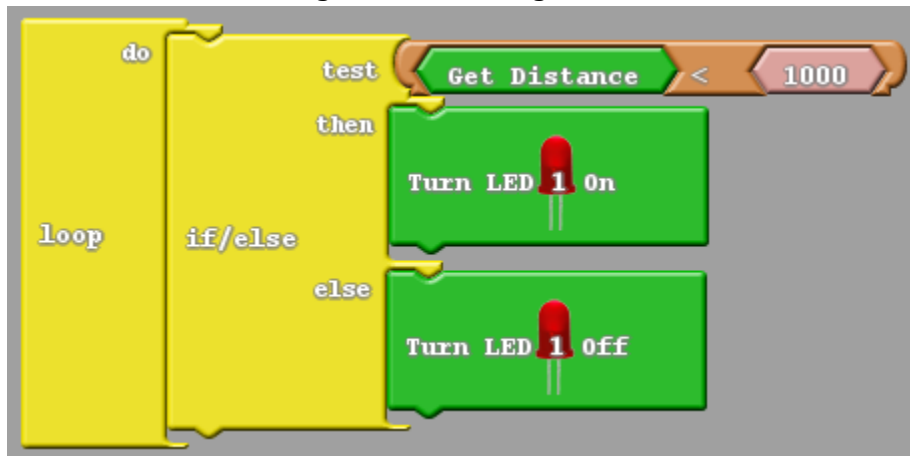 do
test Get Distance < 1000
then
Turn LED 1 On
loop if/else
else
Turn LED 1 Off